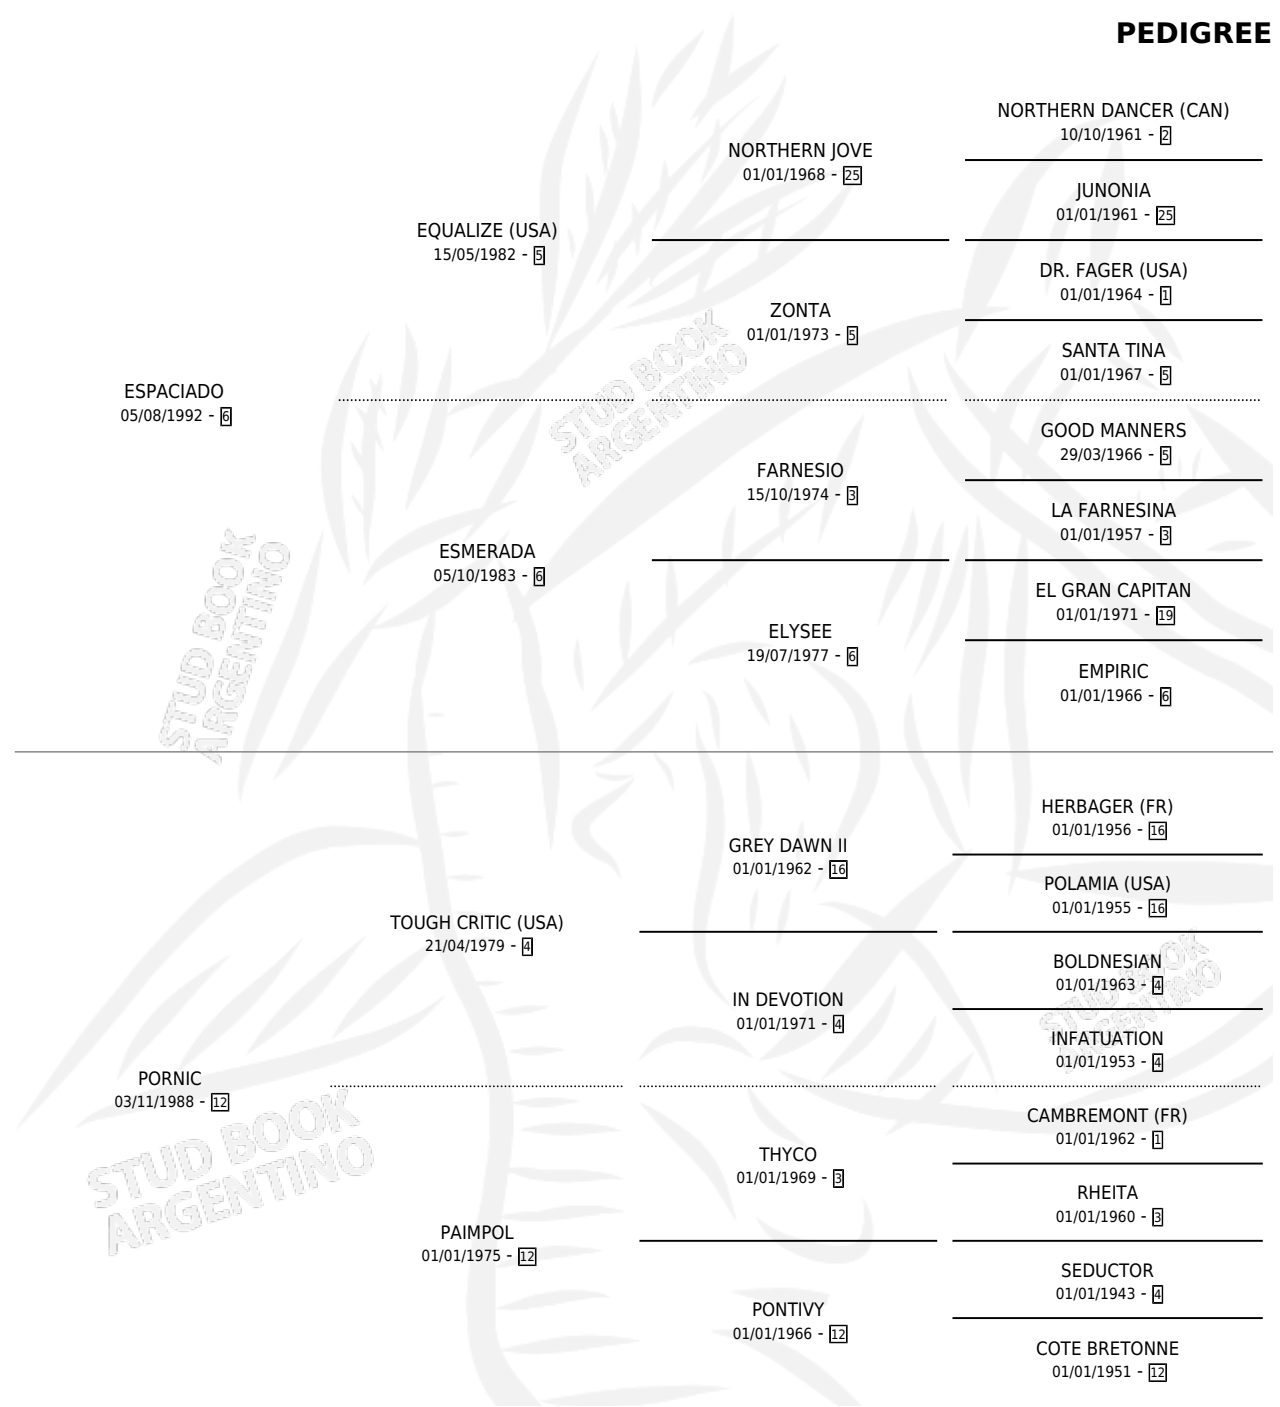 PEDIGREE
NORTHERN DANCER (CAN)
10/10/1961 - 2
NORTHERN JOVE
01/01/1968 - 25
JUNONIA
01/01/1961 - 25
EQUALIZE (USA)
15/05/1982 - 5
DR. FAGER (USA)
01/01/1964 - 1
ZONTA
01/01/1973 - 5
SANTA TINA
01/01/1967 - 5
ESPACIADO
05/08/1992 - 6
STUD BOOK
ARGENTINO
GOOD MANNERS
29/03/1966 - 5
FARNESIO
15/10/1974 - 3
LA FARNESINA
01/01/1957 - 3
ESMERADA
05/10/1983 - 6
EL GRAN CAPITAN
01/01/1971 - 19
ELYSEE
19/07/1977 - 6
EMPIRIC
01/01/1966 - 6
STUD BOOK
ARGENTINO
HERBAGER (FR)
01/01/1956 - 16
GREY DAWN II
01/01/1962 - 16
POLAMIA (USA)
01/01/1955 - 16
TOUGH CRITIC (USA)
21/04/1979 - 4
BOLDNESIAN
01/01/1963 - 4
IN DEVOTION
01/01/1971 - 4
INFATUATION
01/01/1953 - 4
STUD BOOK
ARGENTINO
PORNIC
03/11/1988 - 12
CAMBREMONT (FR)
01/01/1962 - 1
THYCO
01/01/1969 - 3
RHEITA
01/01/1960 - 3
STUD BOOK
ARGENTINO
PAIMPOL
01/01/1975 - 12
SEDUCTOR
01/01/1943 - 4
PONTIVY
01/01/1966 - 12
COTE BRETONNE
01/01/1951 - 12